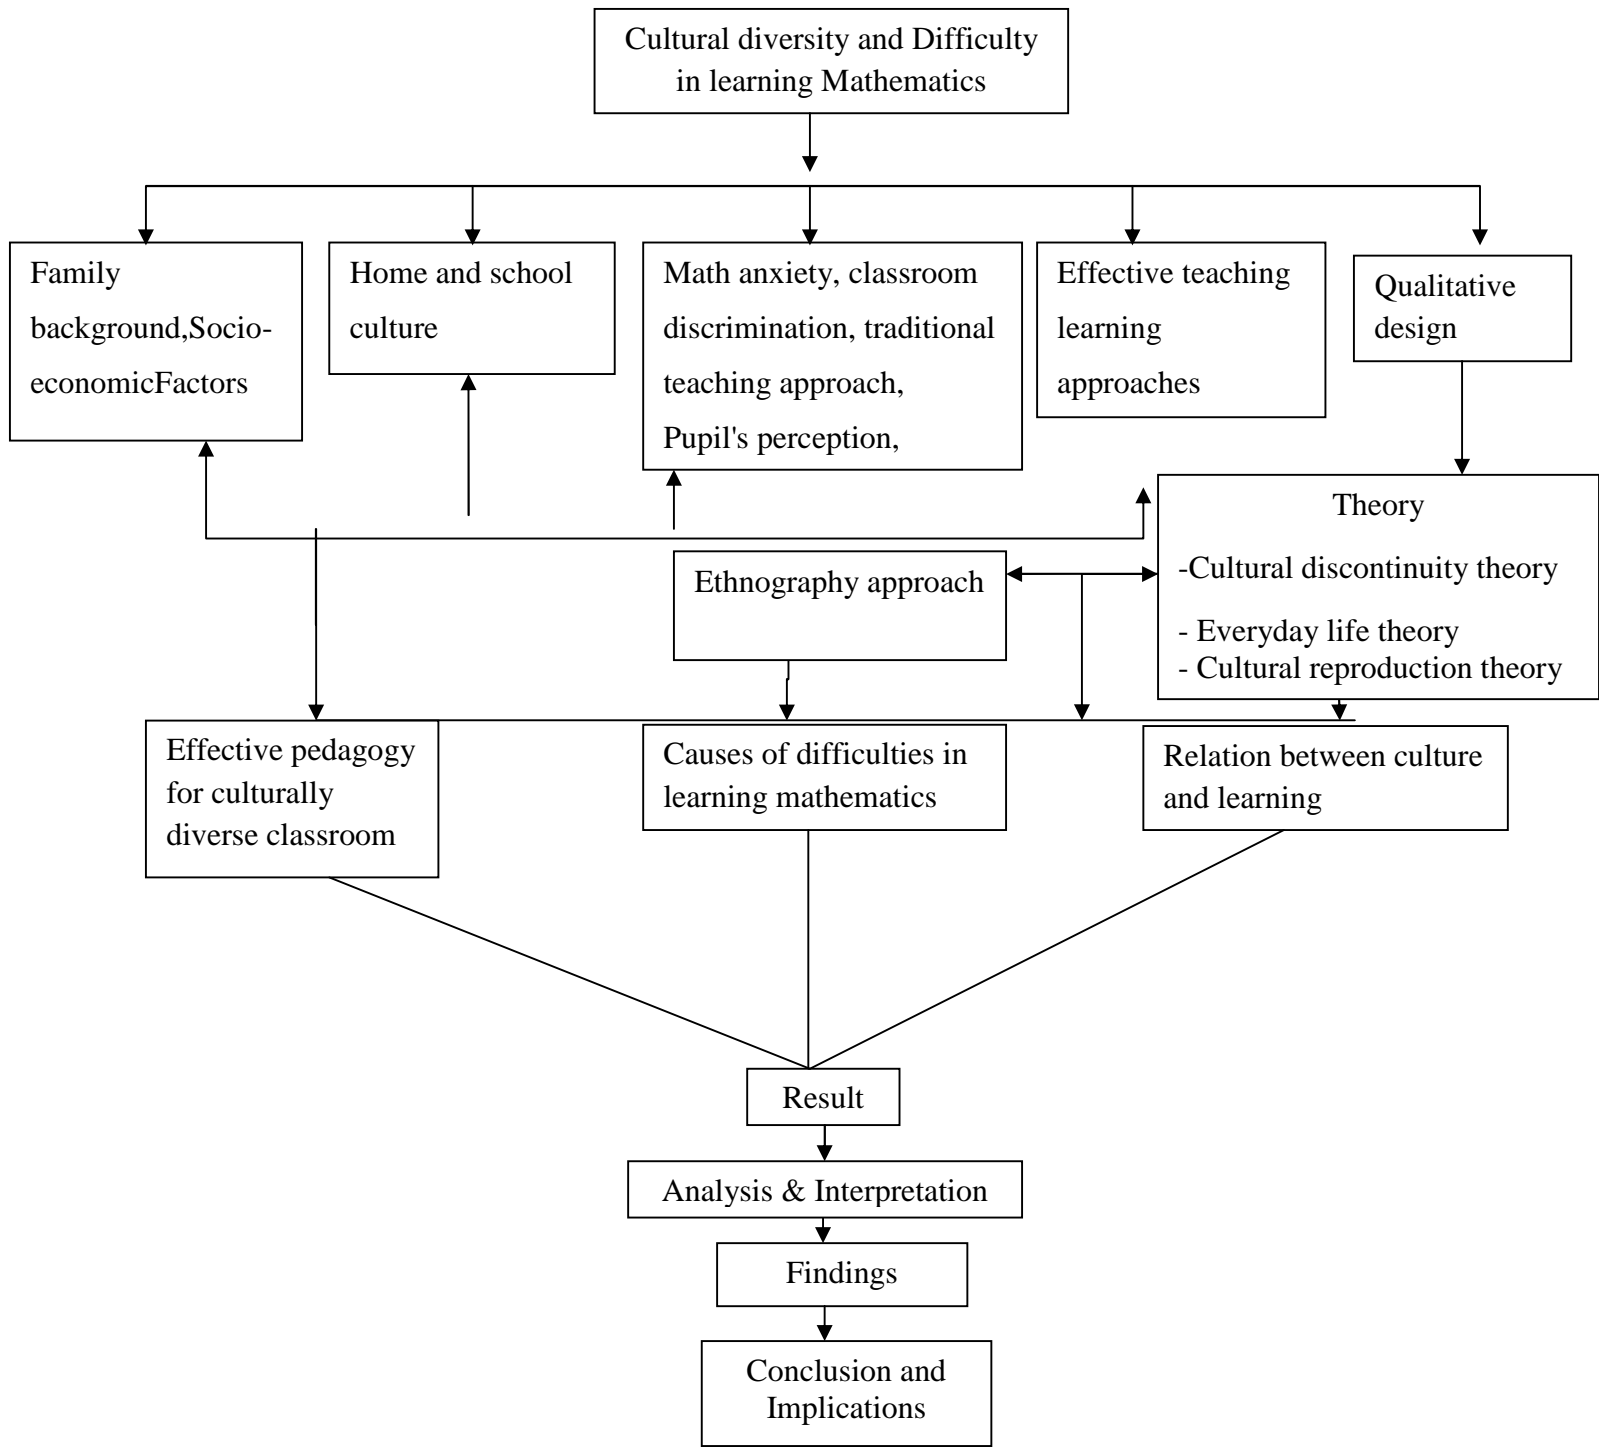 Cultural diversity and Difficulty
in learning Mathematics
Family
background,Socio-
economicFactors
Home and school
culture
Math anxiety, classroom
discrimination, traditional
teaching approach,
Pupil's perception,
Effective teaching
learning
approaches
Qualitative
design
Theory
-Cultural discontinuity theory
- Everyday life theory
- Cultural reproduction theory
Ethnography approach
Effective pedagogy
for culturally
diverse classroom
Causes of difficulties in
learning mathematics
Relation between culture
and learning
Result
Analysis & Interpretation
Findings
Conclusion and
Implications